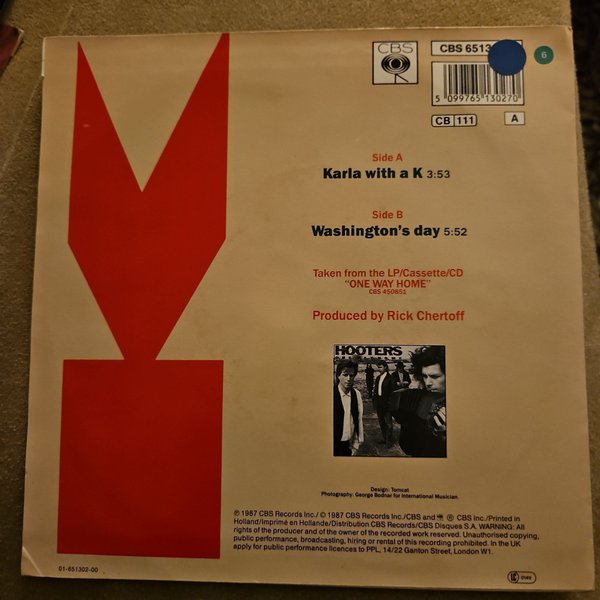 CBS
CBS 6513
5 099765 130270
6
CB 111
A
Side A
Karla with a K 3:53
Side B
Washington's day 5:52
Taken from the LP/Cassette/CD
"ONE WAY HOME"
CBS 450851
Produced by Rick Chertoff
HOOTERS
Design: Tomcat
Photography: George Bodnar for International Musician.
℗ 1987 CBS Records Inc./ © 1987 CBS Records Inc./CBS and ® CBS Inc./Printed in
Holland/Imprimé en Hollande/Distribution CBS Records/CBS Disques S.A. WARNING: All
rights of the producer and of the owner of the recorded work reserved. Unauthorised copying,
public performance, broadcasting, hiring or rental of this recording prohibited. In the UK
apply for public performance licences to PPL, 14/22 Ganton Street, London W1.
01-651302-00